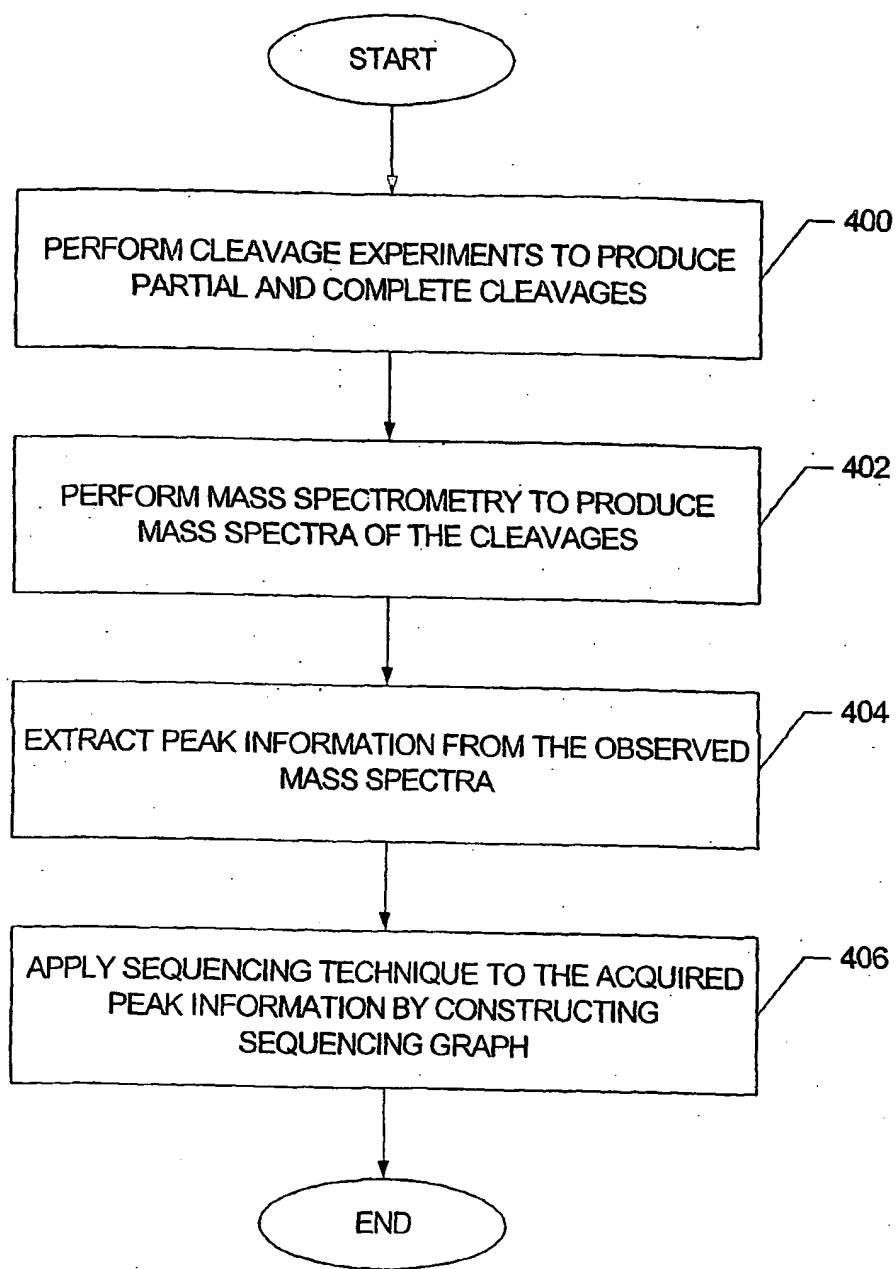 START
400
PERFORM CLEAVAGE EXPERIMENTS TO PRODUCE
PARTIAL AND COMPLETE CLEAVAGES
402
PERFORM MASS SPECTROMETRY TO PRODUCE
MASS SPECTRA OF THE CLEAVAGES
404
EXTRACT PEAK INFORMATION FROM THE OBSERVED
MASS SPECTRA
406
APPLY SEQUENCING TECHNIQUE TO THE ACQUIRED
PEAK INFORMATION BY CONSTRUCTING
SEQUENCING GRAPH
END